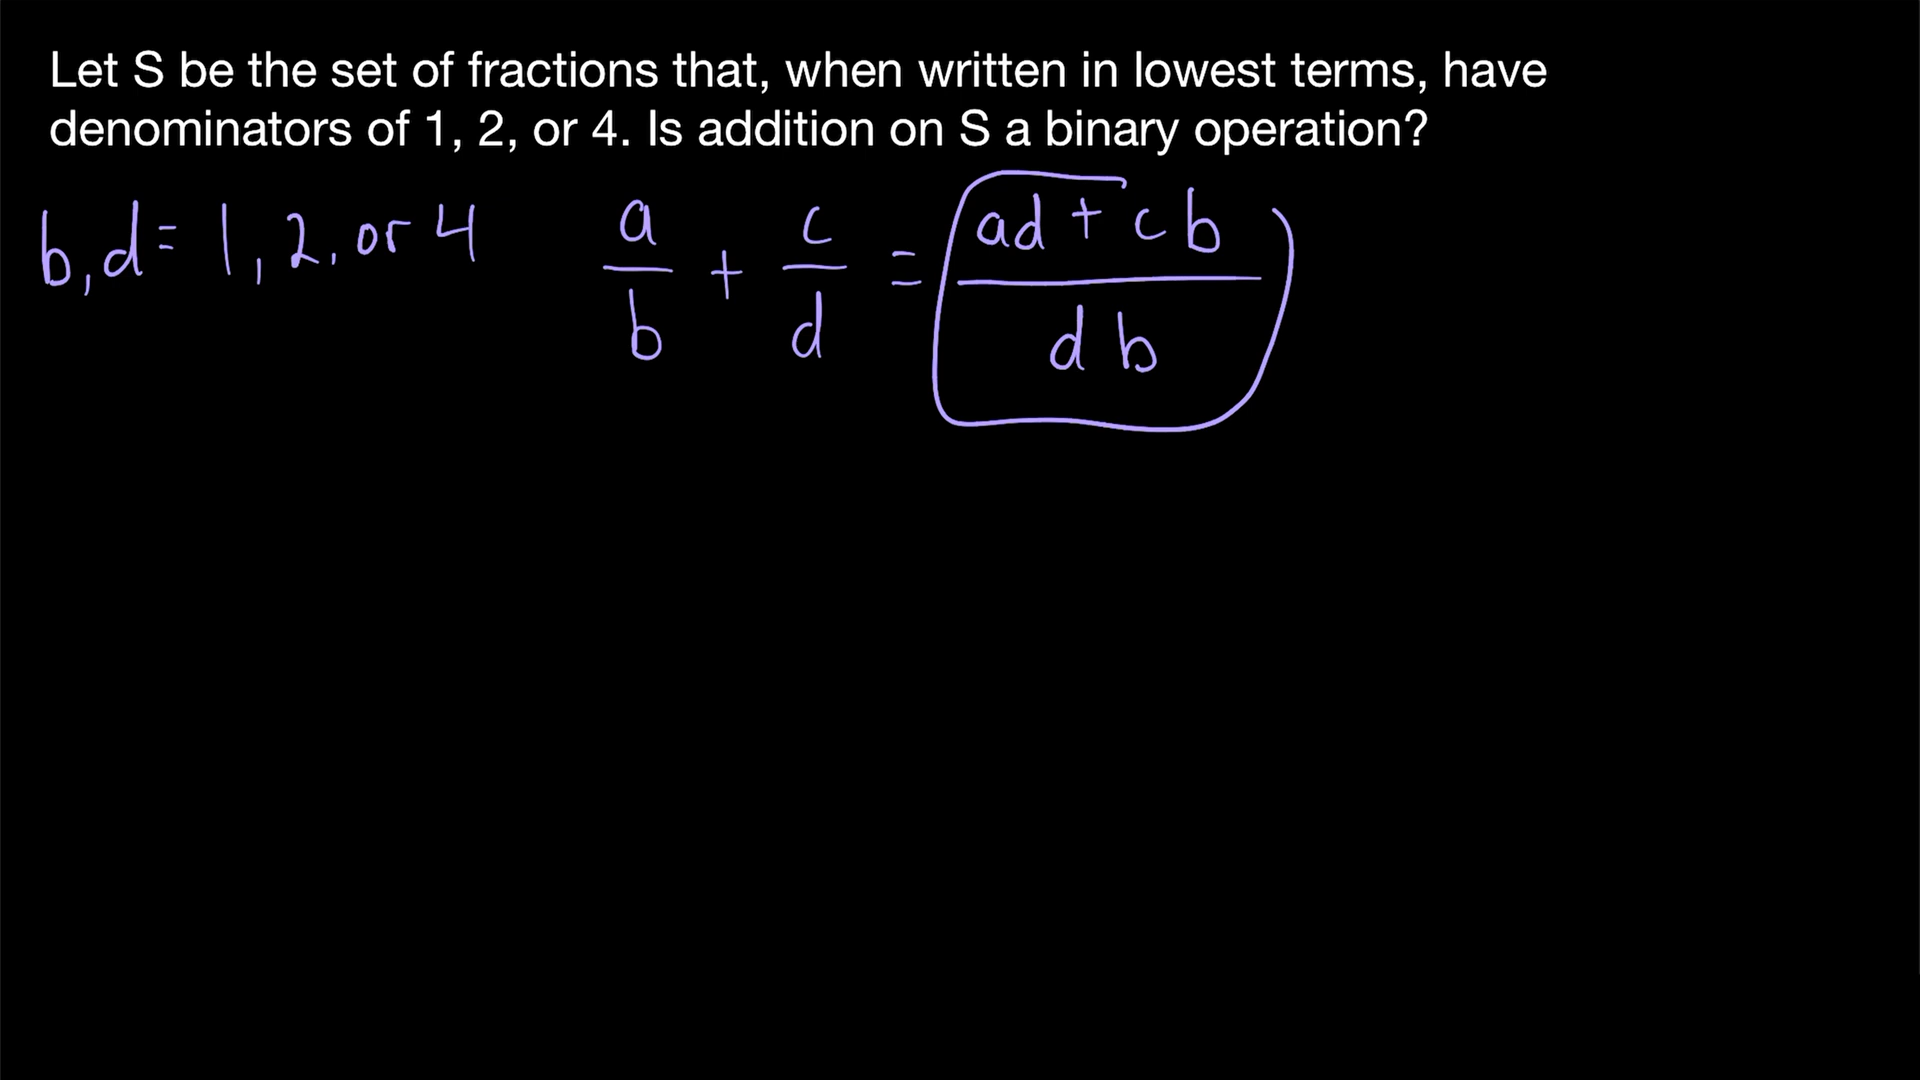 Let S be the set of fractions that, when written in lowest terms, have
denominators of 1, 2, or 4. Is addition on S a binary operation?
b,d = 1, 2, or 4
a/b + c/d = (ad + cb)/(db)